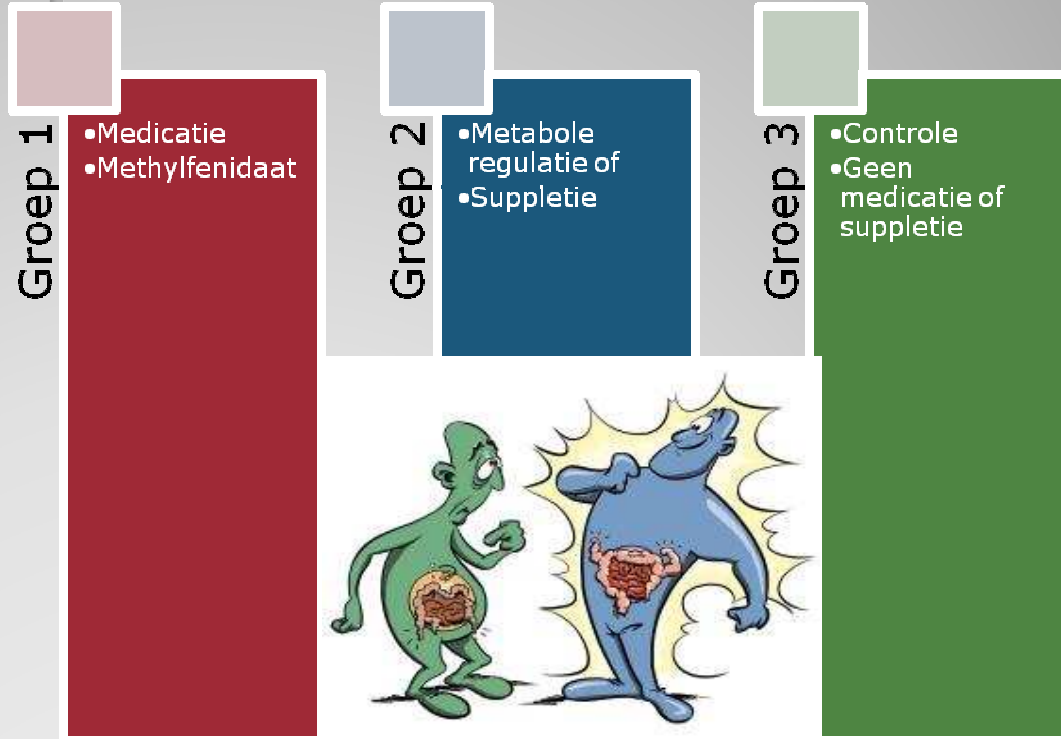 Groep 1
•Medicatie
•Methylfenidaat
Groep 2
•Metabole
regulatie of
•Suppletie
Groep 3
•Controle
•Geen
medicatie of
suppletie